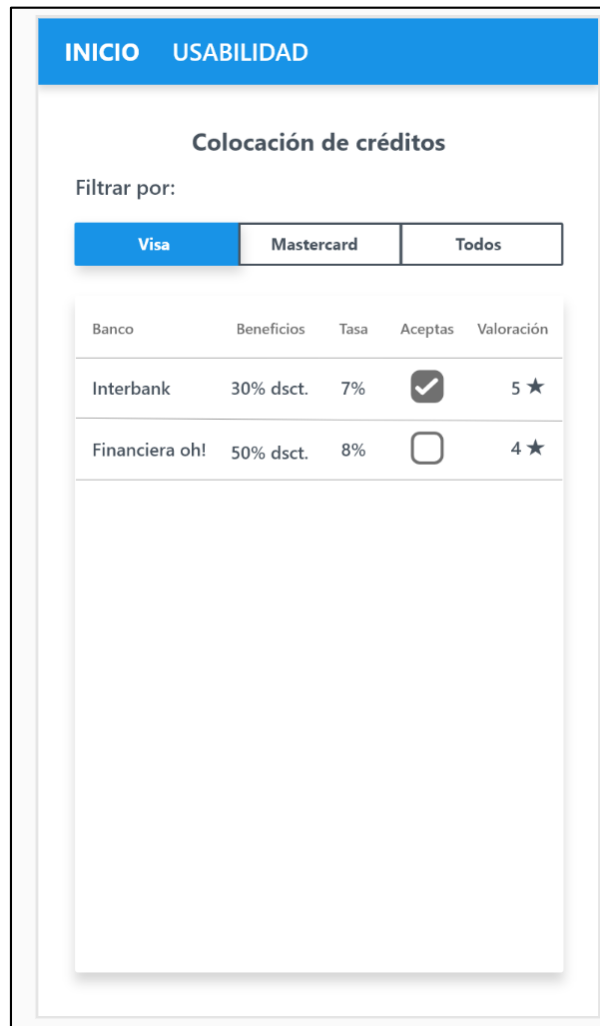 INICIO USABILIDAD
Colocación de créditos
Filtrar por:
Visa Mastercard Todos
Banco Beneficios Tasa Aceptas Valoración
Interbank 30% dsct. 7% 5 ★
Financiera oh! 50% dsct. 8% 4 ★